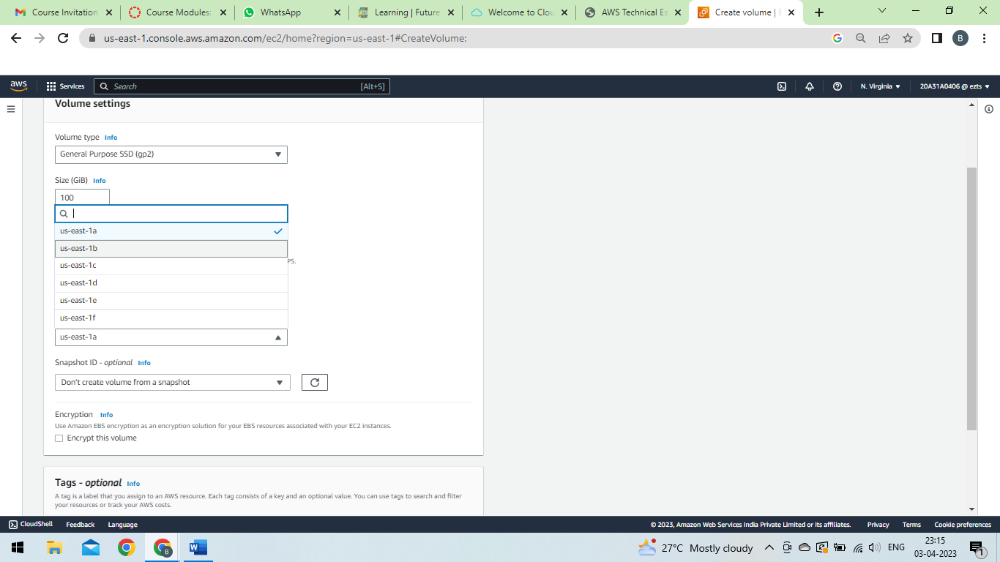 Course Invitation
Course Modules:
WhatsApp
Learning | Future
Welcome to Clou
AWS Technical Es
Create volume | E
us-east-1.console.aws.amazon.com/ec2/home?region=us-east-1#CreateVolume:
B
aws
Services
Search
[Alt+S]
N. Virginia
20A31A0406 @ ezts
Volume settings
Volume type Info
General Purpose SSD (gp2)
Size (GiB) Info
100
us-east-1a
us-east-1b
PS.
us-east-1c
us-east-1d
us-east-1e
us-east-1f
us-east-1a
Snapshot ID - optional Info
Don't create volume from a snapshot
Encryption Info
Use Amazon EBS encryption as an encryption solution for your EBS resources associated with your EC2 instances.
Encrypt this volume
Tags - optional Info
A tag is a label that you assign to an AWS resource. Each tag consists of a key and an optional value. You can use tags to search and filter
your resources or track your AWS costs.
CloudShell Feedback Language
© 2023, Amazon Web Services India Private Limited or its affiliates. Privacy Terms Cookie preferences
27°C Mostly cloudy
ENG
23:15
03-04-2023
1